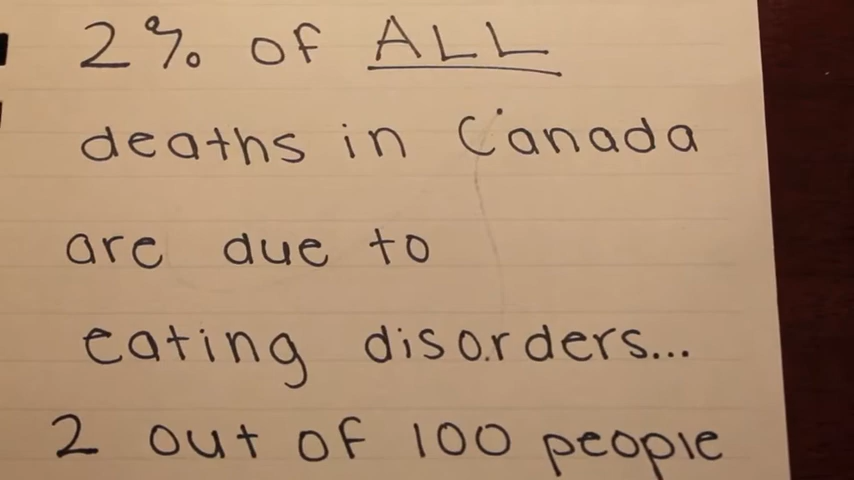 2% of ALL
deaths in Canada
are due to
eating disorders...
2 out of 100 people